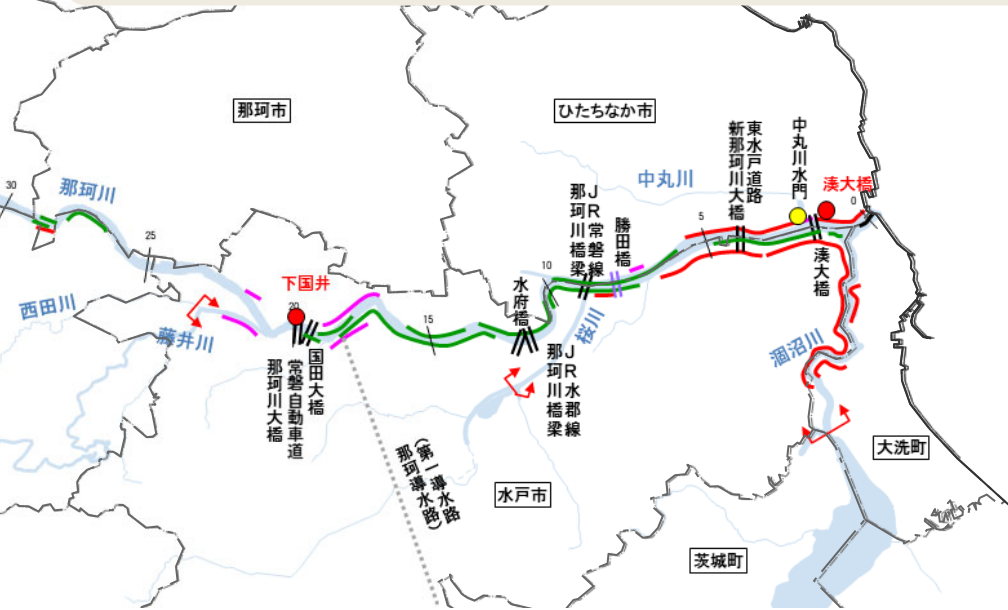 那珂市
ひたちなか市
30
那珂川
25
西田川
藤井川
下国井
20
国田大橋
常磐自動車道
那珂川大橋
15
水府橋
10
JR常磐線
那珂川橋梁
勝田橋
桜川
JR水郡線
那珂川橋梁
中丸川
5
東水戸道路
新那珂川大橋
中丸川水門
湊大橋
0
湊大橋
涸沼川
(第一導水路
那珂導水路)
水戸市
大洗町
茨城町